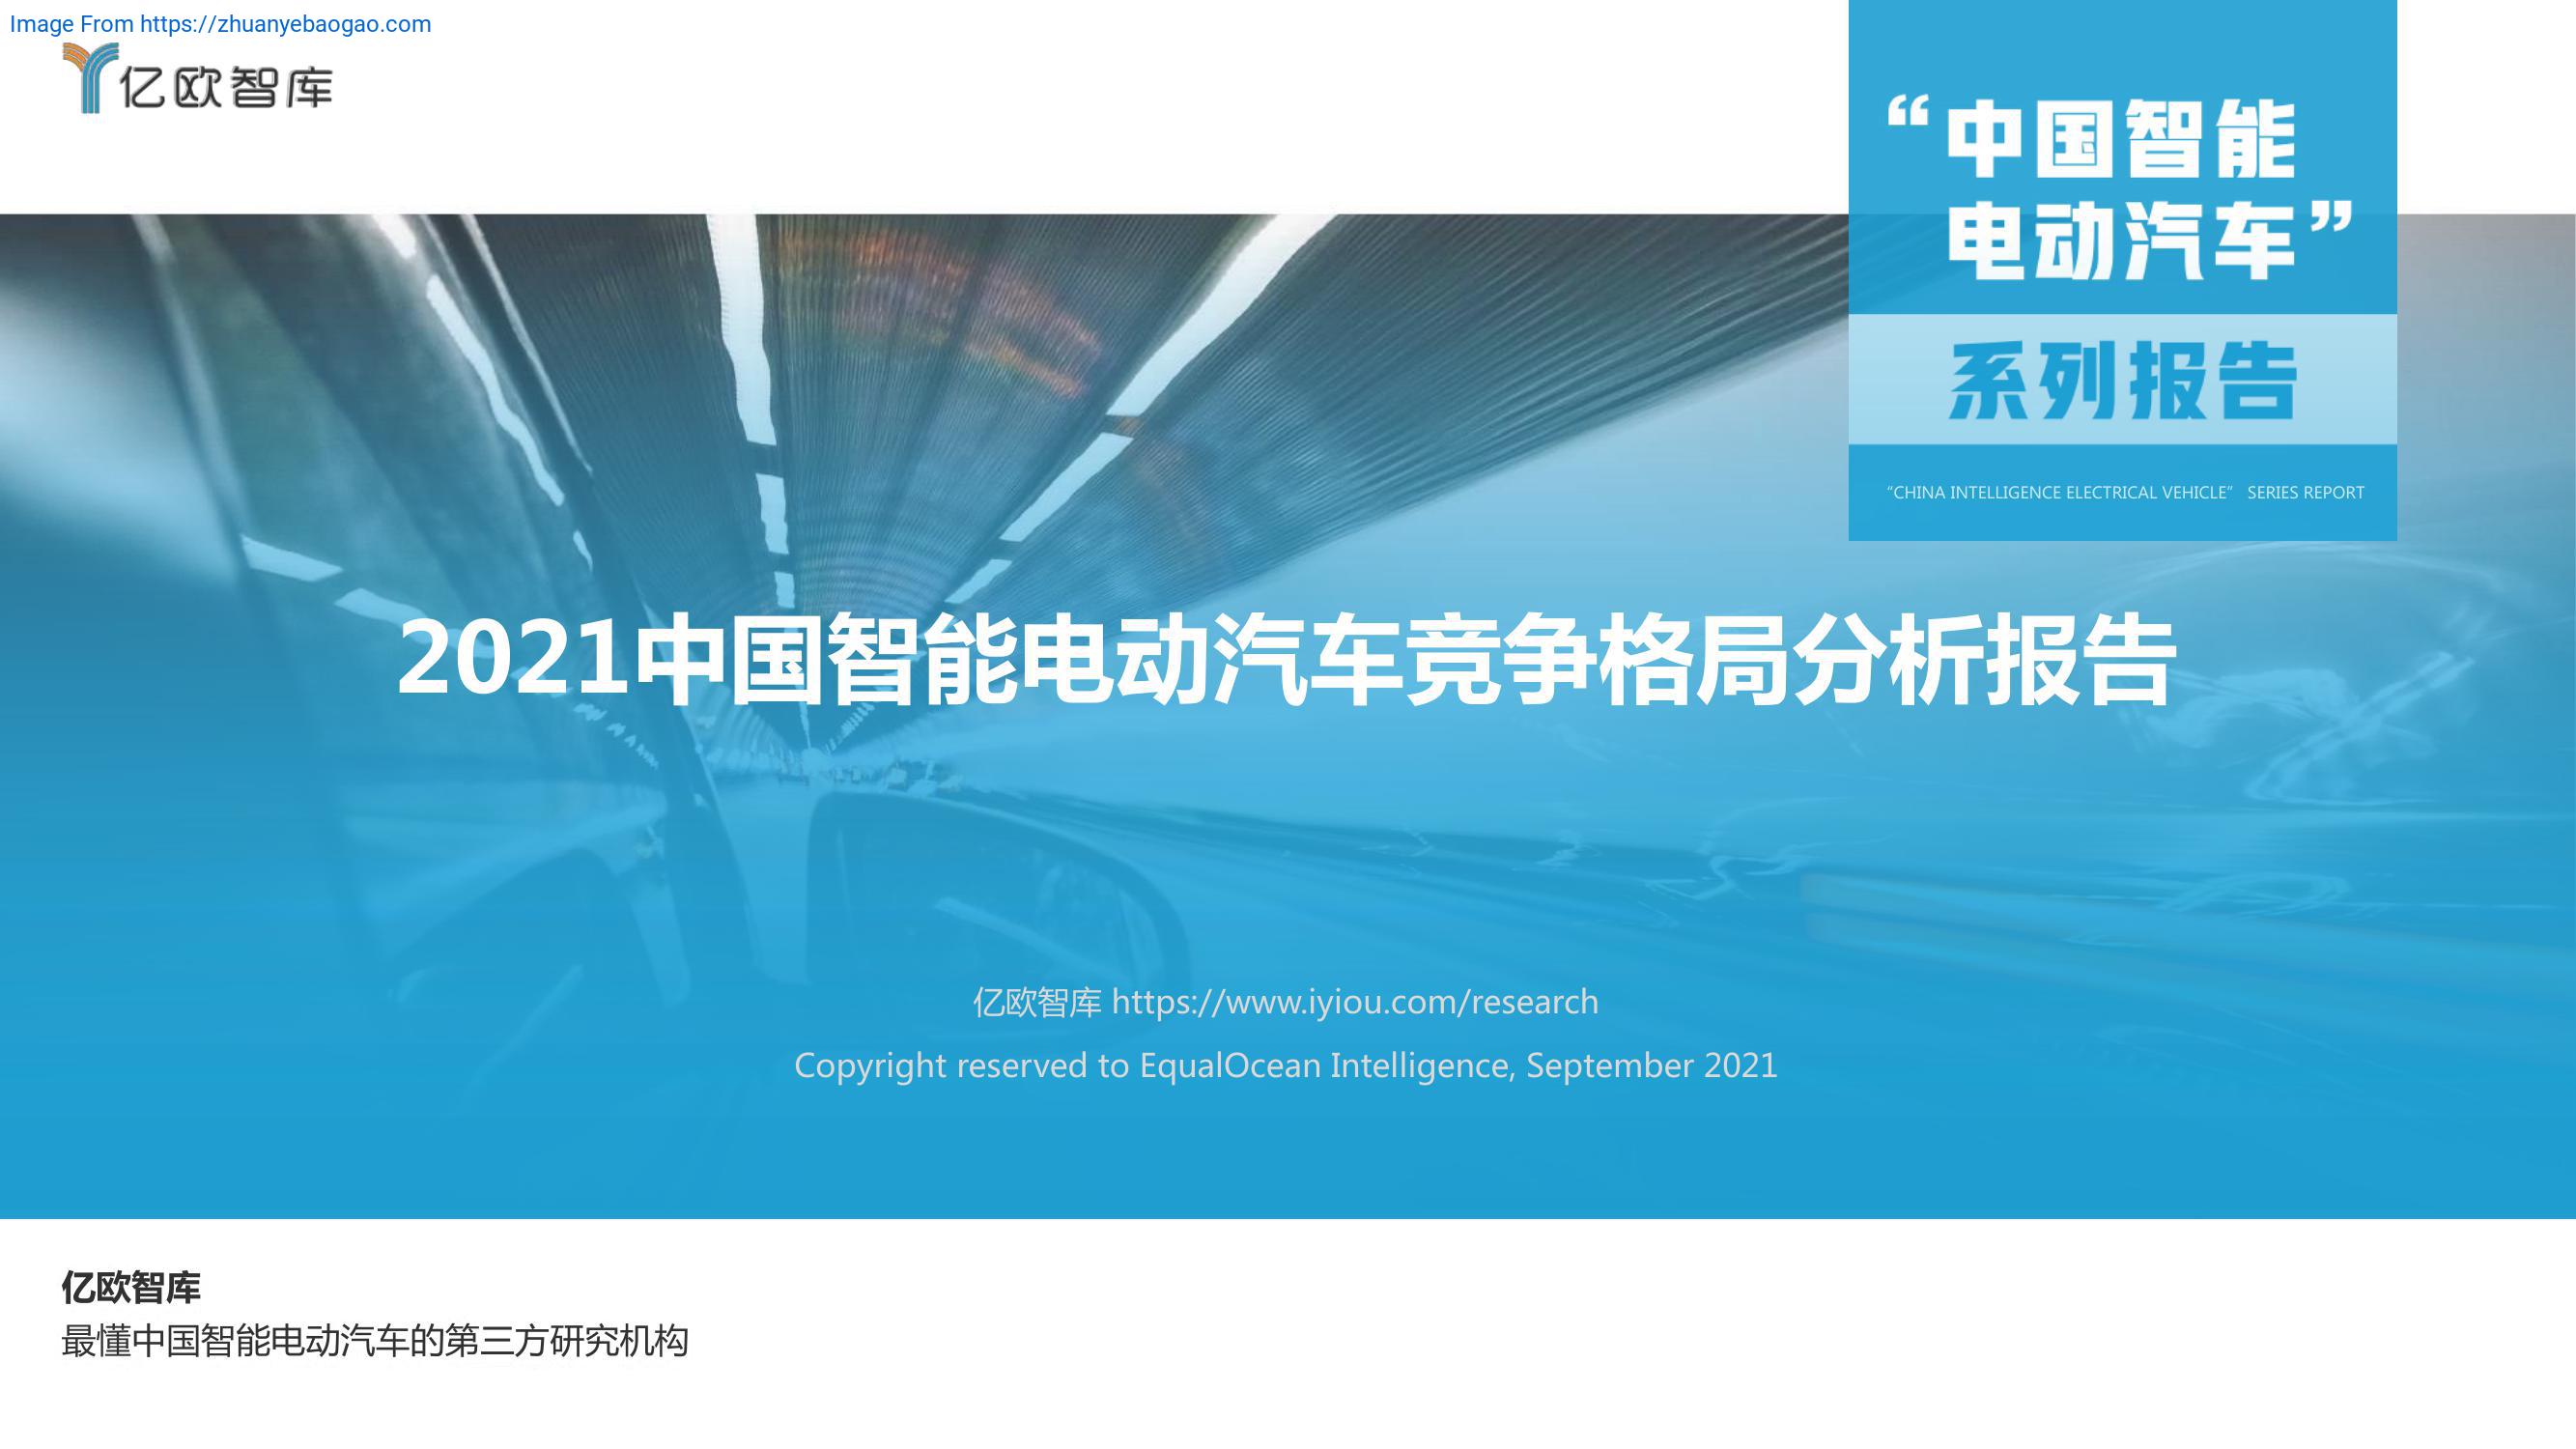 Image From https://zhuanyebaogao.com
亿欧智库
“中国智能
电动汽车”
系列报告
“CHINA INTELLIGENCE ELECTRICAL VEHICLE” SERIES REPORT
2021中国智能电动汽车竞争格局分析报告
亿欧智库 https://www.iyiou.com/research
Copyright reserved to EqualOcean Intelligence, September 2021
亿欧智库
最懂中国智能电动汽车的第三方研究机构